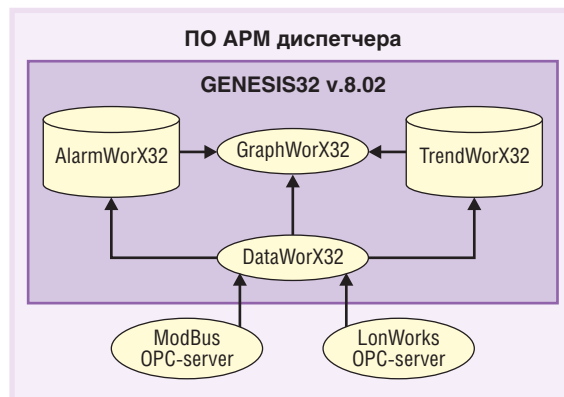 ПО АРМ диспетчера
GENESIS32 v.8.02
AlarmWorX32
GraphWorX32
TrendWorX32
DataWorX32
ModBus
OPC-server
LonWorks
OPC-server